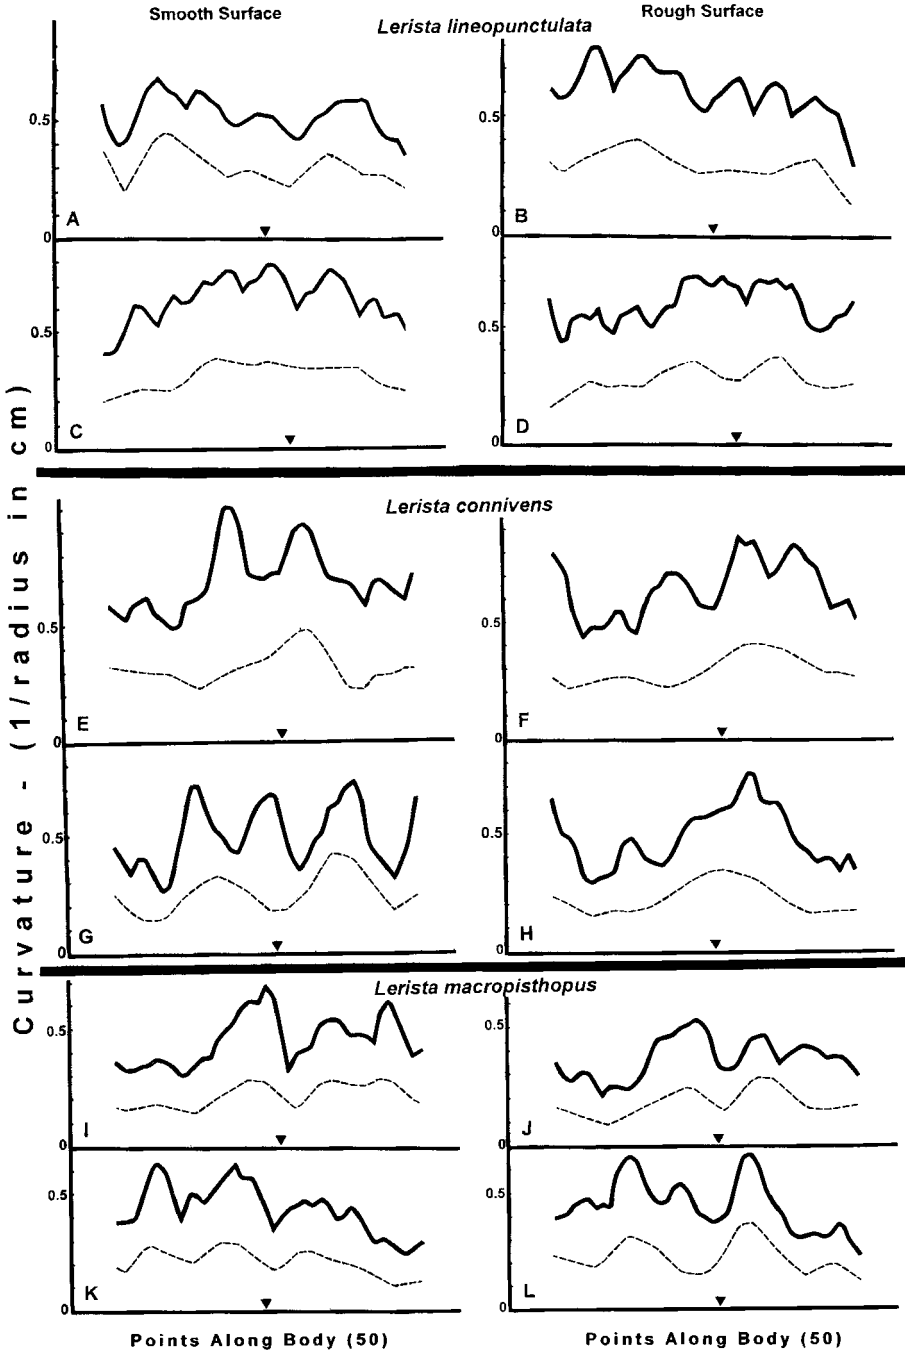 Smooth Surface
Rough Surface
Lerista lineopunctulata
0.5
0.5
A
B
0
0
0.5
0.5
C
D
0
0
Lerista connivens
0.5
0.5
E
F
0
0
0.5
0.5
G
H
0
0
Lerista macropisthopus
0.5
0.5
I
J
0
0
0.5
0.5
K
L
0
0
Curvature - (1/radius in cm)
Points Along Body (50)
Points Along Body (50)